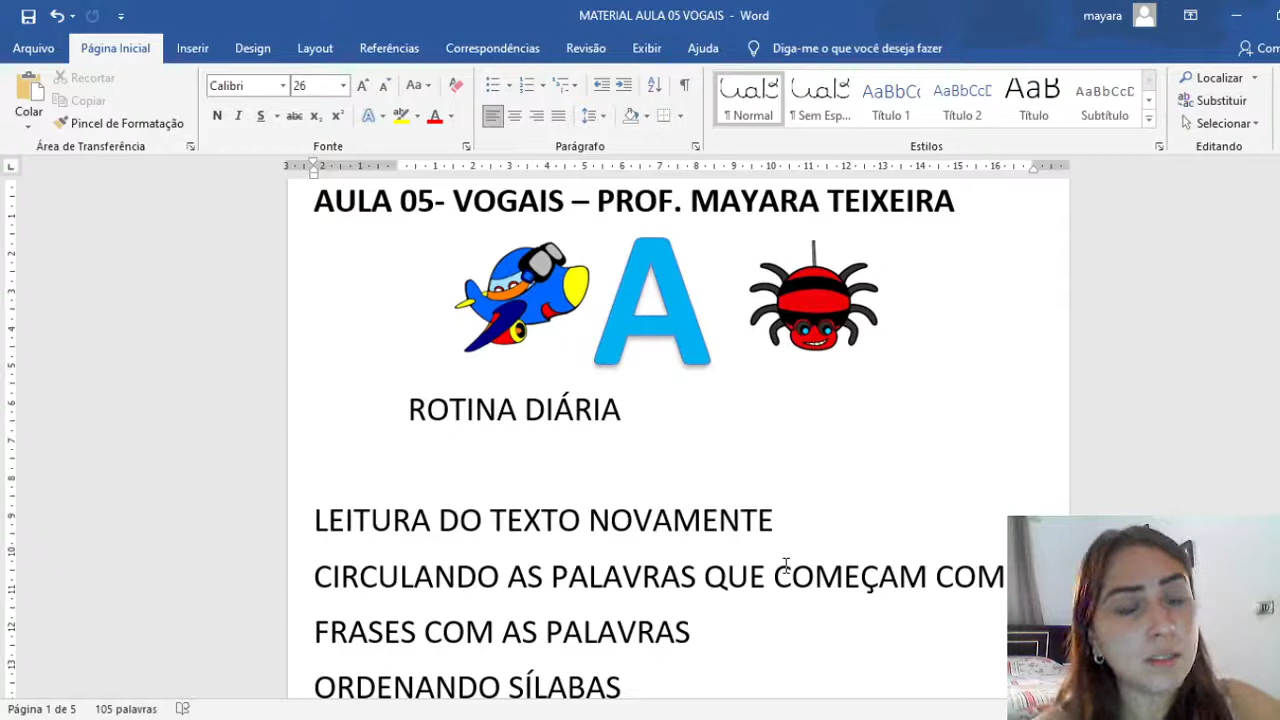 MATERIAL AULA 05 VOGAIS - Word
mayara
Arquivo Página Inicial Inserir Design Layout Referências Correspondências Revisão Exibir Ajuda Diga-me o que você deseja fazer Com
Colar
Recortar
Copiar
Pincel de Formatação
Área de Transferência
Calibri 26
Fonte
Parágrafo
¶ Normal ¶ Sem Esp... Título 1 Título 2 Título Subtítulo
Estilos
Localizar
Substituir
Selecionar
Editando
AULA 05- VOGAIS – PROF. MAYARA TEIXEIRA
A
ROTINA DIÁRIA
LEITURA DO TEXTO NOVAMENTE
CIRCULANDO AS PALAVRAS QUE COMEÇAM COM
FRASES COM AS PALAVRAS
ORDENANDO SÍLABAS
Página 1 de 5 105 palavras